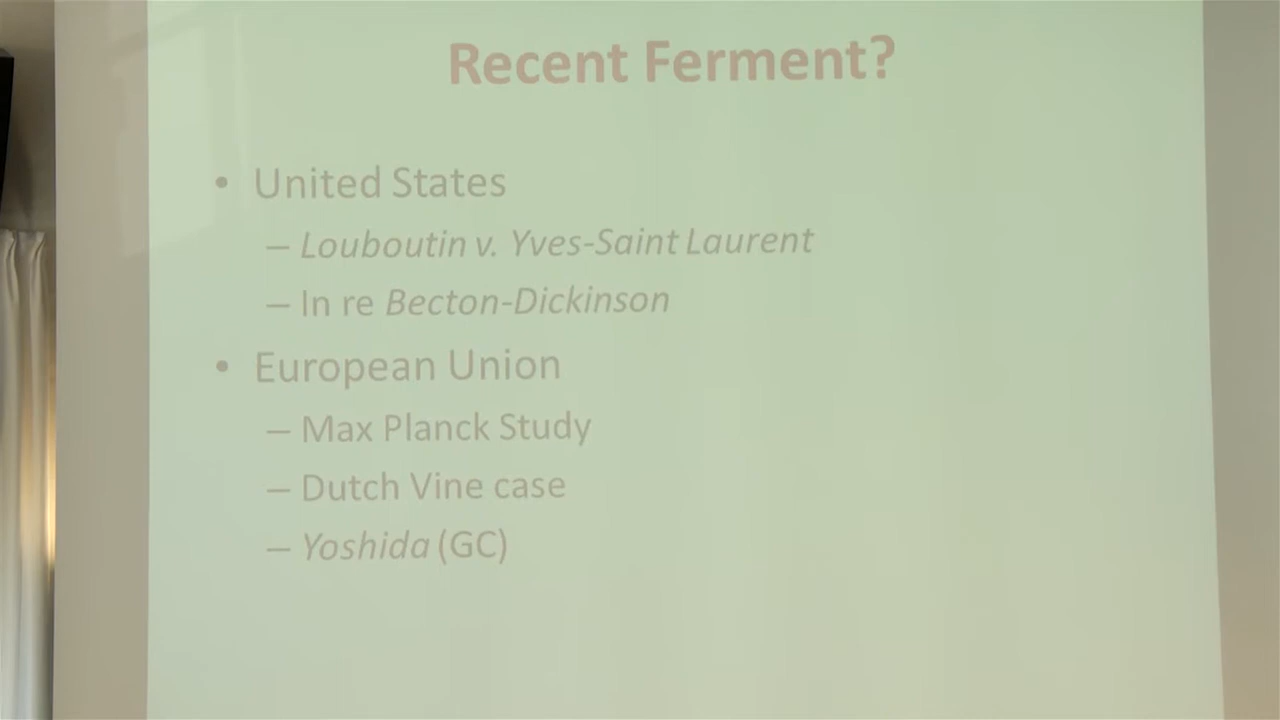 Recent Ferment?
• United States
– Louboutin v. Yves-Saint Laurent
– In re Becton-Dickinson
• European Union
– Max Planck Study
– Dutch Vine case
– Yoshida (GC)